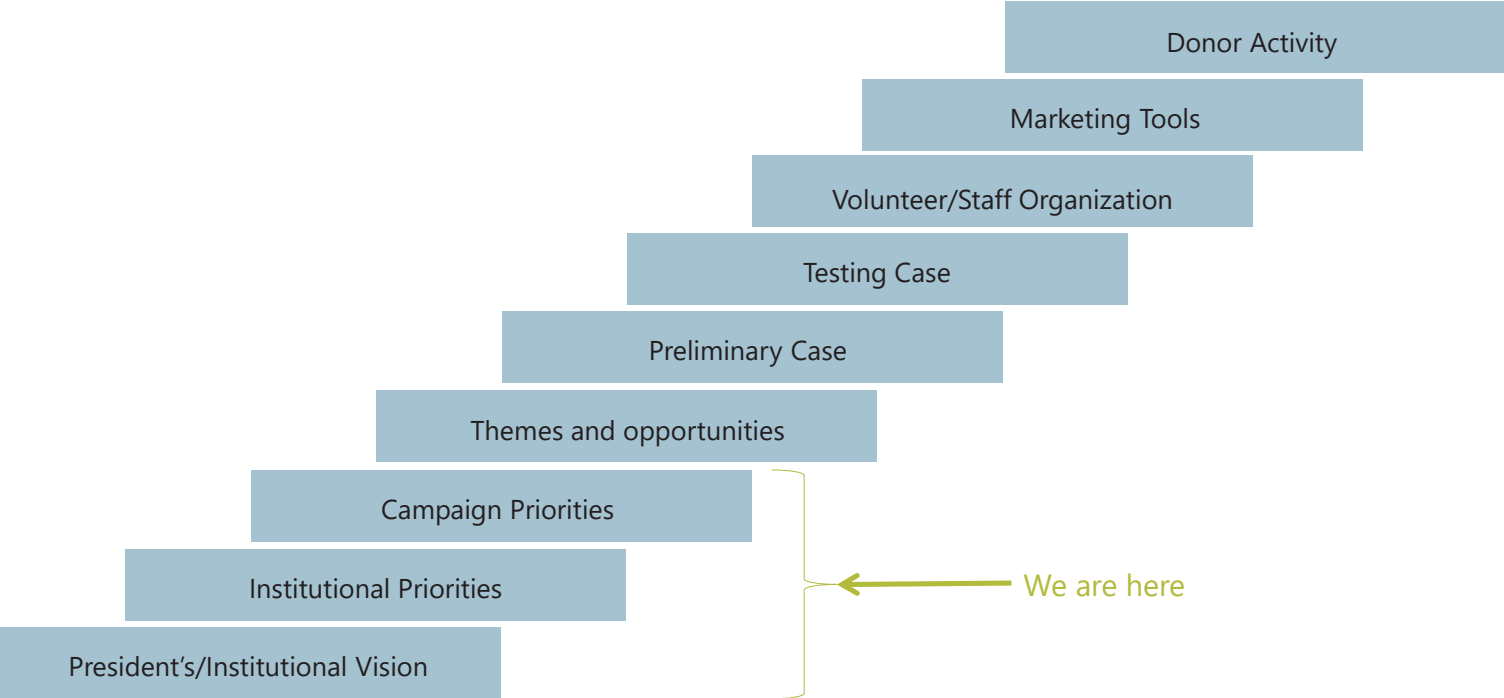 Donor Activity
Marketing Tools
Volunteer/Staff Organization
Testing Case
Preliminary Case
Themes and opportunities
Campaign Priorities
Institutional Priorities
We are here
President’s/Institutional Vision